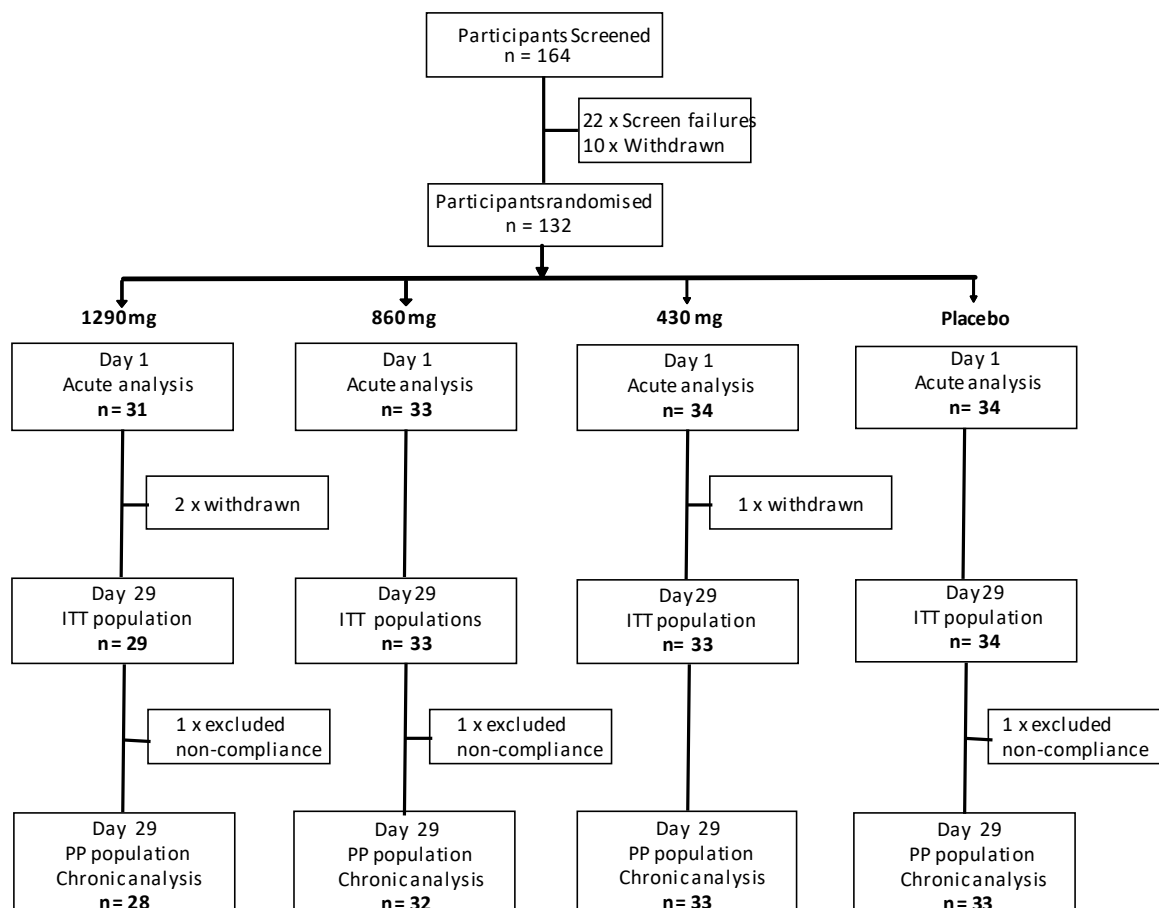 Participants Screened
n = 164
22 x Screen failures
10 x Withdrawn
Participantsrandomised
n = 132
1290mg
860mg
430 mg
Placebo
Day 1
Acute analysis
n= 31
Day 1
Acute analysis
n= 33
Day 1
Acute analysis
n= 34
Day 1
Acute analysis
n= 34
2 x withdrawn
1 x withdrawn
Day 29
ITT population
n= 29
Day29
ITT populations
n= 33
Day29
ITT population
n= 33
Day 29
ITT population
n= 34
1 x excluded
non-compliance
1 x excluded
non-compliance
1 x excluded
non-compliance
Day 29
PP population
Chronicanalysis
n= 28
Day 29
PP population
Chronicanalysis
n= 32
Day 29
PP population
Chronicanalysis
n= 33
Day 29
PP population
Chronicanalysis
n= 33